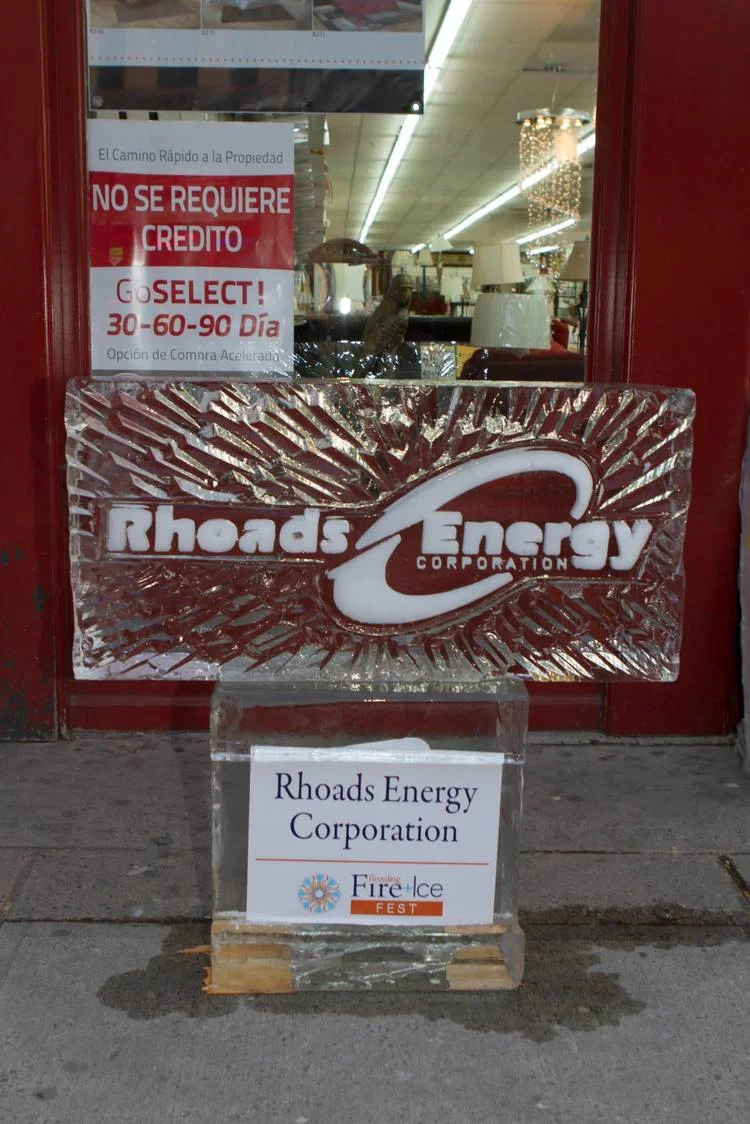 El Camino Rápido a la Propiedad
NO SE REQUIERE
CREDITO
GoSELECT!
30-60-90 Día
Opción de Compra Acelerada
Rhoads Energy
CORPORATION
Rhoads Energy
Corporation
Reading
Fire+Ice
FEST